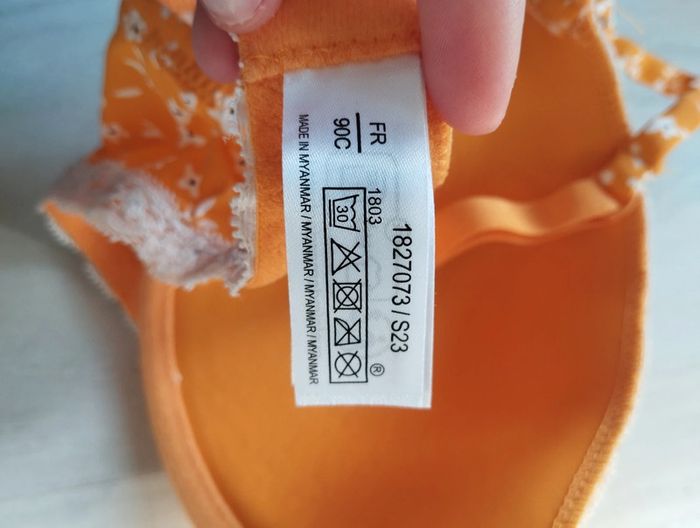 FR
90C
1827073 / S23
1803
30
®
MADE IN MYANMAR / MYANMAR / MYANMAR / MYANMAR